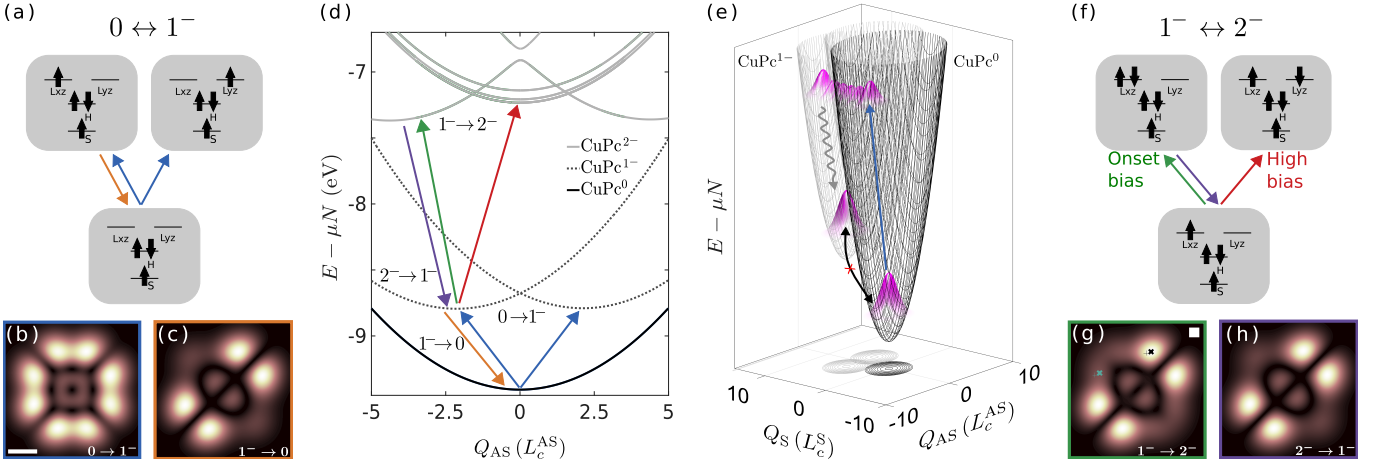 (a)
0 ↔ 1⁻
Lxz Lyz
H
S
Lxz Lyz
H
S
Lxz Lyz
H
S
(b)
0 → 1⁻
(c)
1⁻ → 0
(d)
E − μN (eV)
-7
-8
-9
1⁻→2⁻
CuPc²⁻
CuPc¹⁻
CuPc⁰
2⁻→1⁻
0→1⁻
1⁻→0
-5 -2.5 0 2.5 5
Q_AS (L_c^AS)
(e)
CuPc¹⁻
CuPc⁰
E − μN
10 0 -10
Q_S (L_c^S)
-10 0 10
Q_AS (L_c^AS)
(f)
1⁻ ↔ 2⁻
Lxz Lyz
H
S
Lxz Lyz
H
S
Onset
bias
High
bias
Lxz Lyz
H
S
(g)
1⁻ → 2⁻
(h)
2⁻ → 1⁻